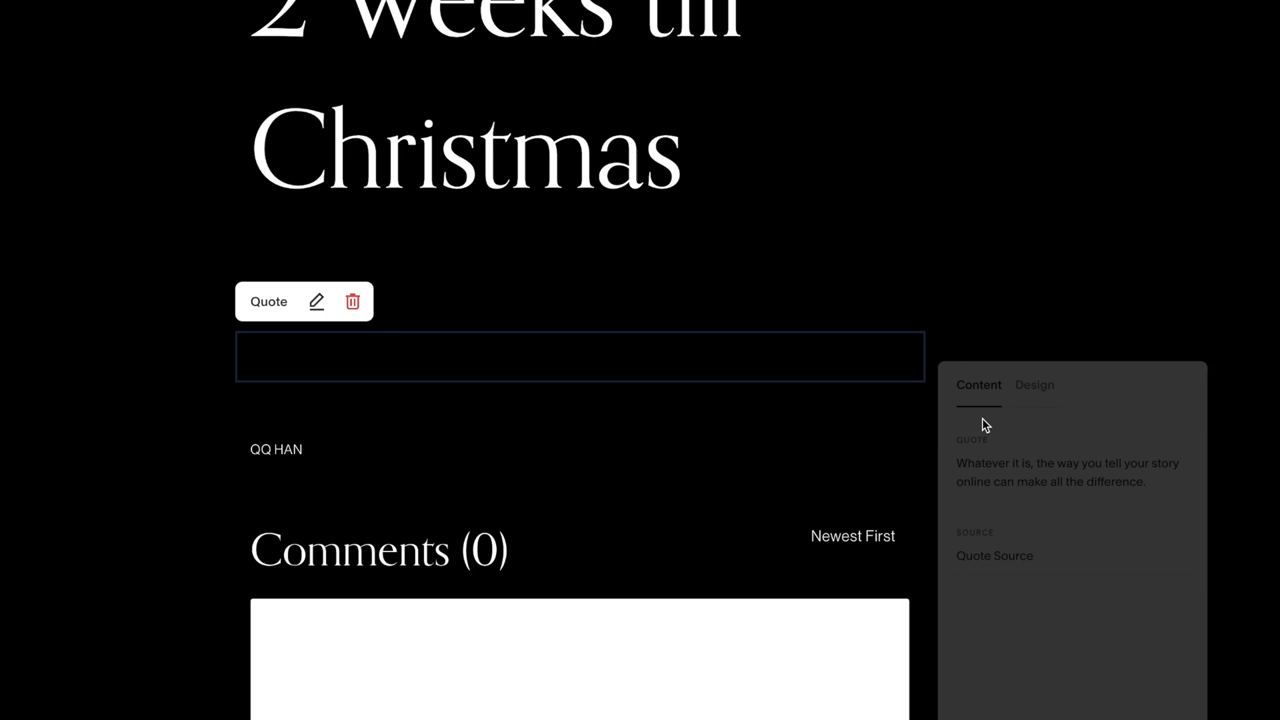 2 weeks till
Christmas
Quote
Content Design
QUOTE
Whatever it is, the way you tell your story
online can make all the difference.
SOURCE
Quote Source
QQ HAN
Comments (0)
Newest First